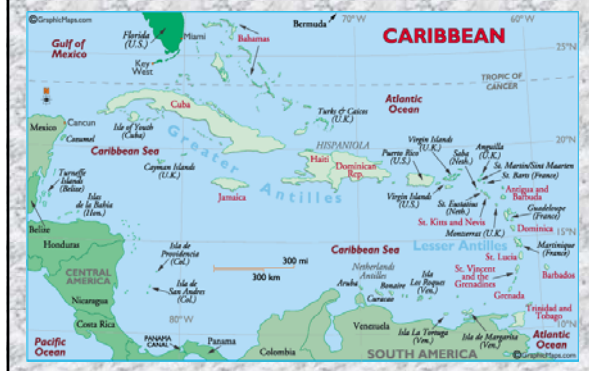 ©GraphicMaps.com
Bermuda
70°W
60°W
CARIBBEAN
Gulf of
Mexico
Florida
(U.S.)
Miami
Bahamas
25°N
Key
West
TROPIC OF
CANCER
Cuba
Turks & Caicos
(U.K.)
Atlantic
Ocean
Mexico
Cancun
Cozumel
Isle of Youth
(Cuba)
Caribbean Sea
Greater
Antilles
HISPANIOLA
20°N
Haiti
Dominican
Rep.
Puerto Rico
(U.S.)
Virgin Islands
(U.K.)
Saba
(Neth.)
Anguilla
(U.K.)
St. Martin/Sint Maarten
St. Barts (France)
Turneffe
Islands
(Belize)
Cayman Islands
(U.K.)
Jamaica
Virgin Islands
(U.S.)
St. Eustatius
(Neth.)
Antigua and
Barbuda
St. Kitts and Nevis
Guadeloupe
(France)
Islas
de la Bahia
(Hon.)
Montserrat (U.K.)
Dominica
Belize
15°N
Honduras
Isla de
Providencia
(Col.)
Caribbean Sea
Lesser Antilles
Martinique
(France)
St. Lucia
300 mi
300 km
Netherlands
Antilles
Aruba
Bonaire
Curacao
Isla
Los Roques
(Ven.)
St. Vincent
and the
Grenadines
Barbados
CENTRAL
AMERICA
Isla de
San Andres
(Col.)
Grenada
Nicaragua
Trinidad and
Tobago
Costa Rica
80°W
10°N
Pacific
Ocean
PANAMA
CANAL
Panama
Colombia
Venezuela
Isla La Tortuga
(Ven.)
Isla de Margarita
(Ven.)
SOUTH AMERICA
Atlantic
Ocean
©GraphicMaps.com